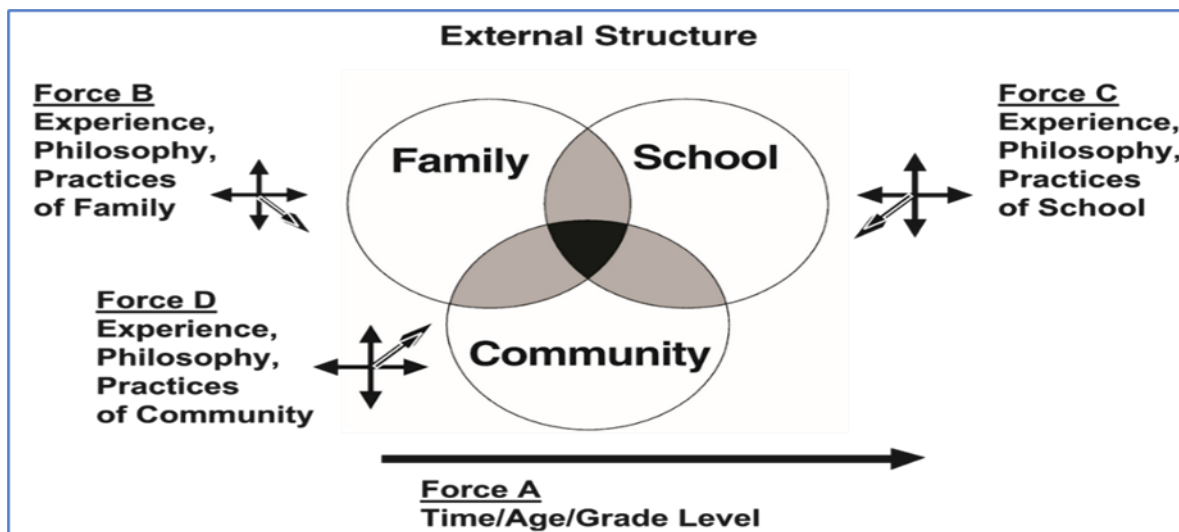 External Structure
Force B
Experience,
Philosophy,
Practices
of Family
Family
School
Force C
Experience,
Philosophy,
Practices
of School
Force D
Experience,
Philosophy,
Practices
of Community
Community
Force A
Time/Age/Grade Level